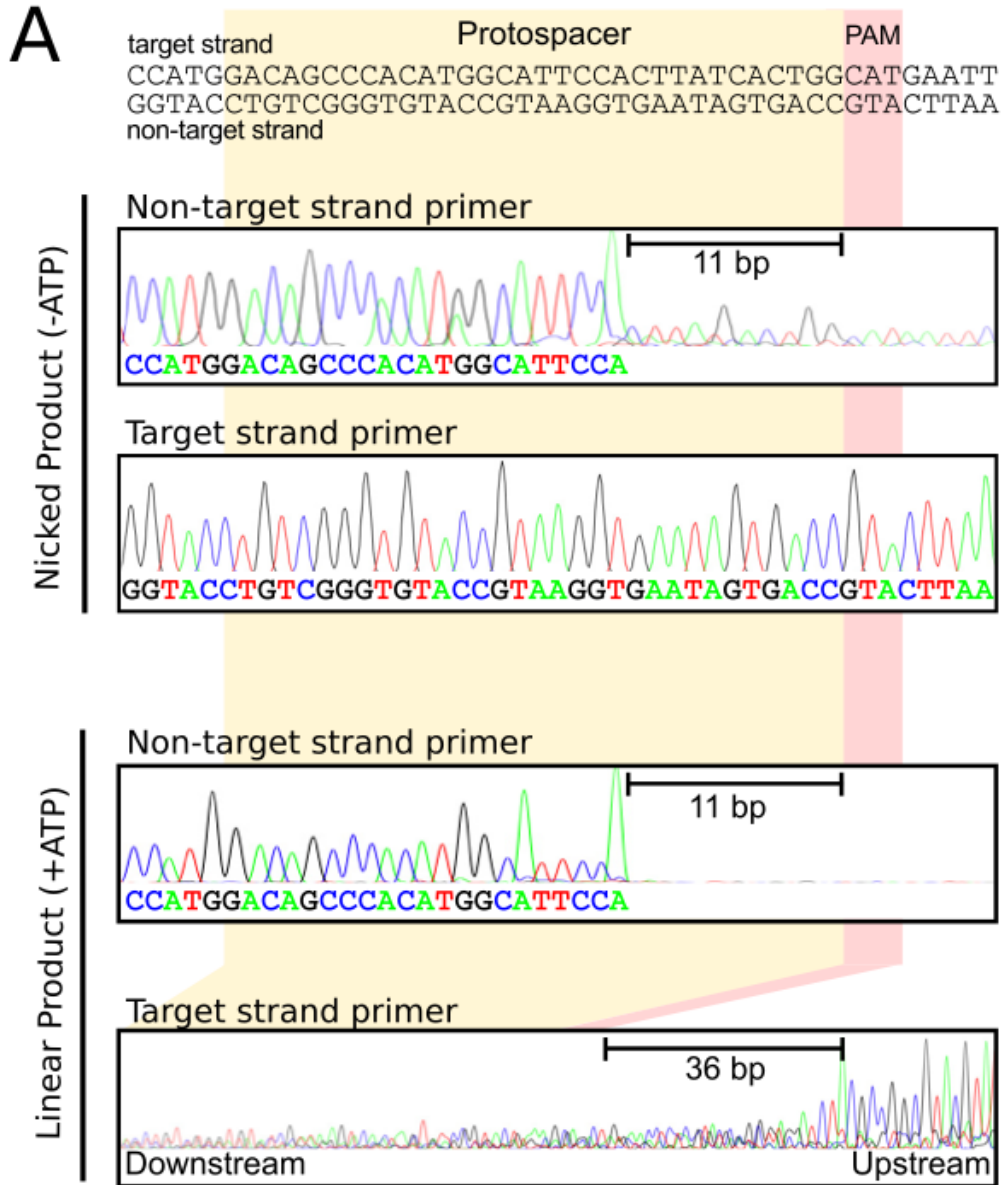 A
target strand
Protospacer
PAM
CCATGGACAGCCCACATGGCATTCCACTTATCACTGGCATGAATT
GGTACCTGTCGGGTGTACCGTAAGGTGAATAGTGACCGTACTTAA
non-target strand
Nicked Product (-ATP)
Non-target strand primer
11 bp
CCATGGACAGCCCACATGGCATTCCA
Target strand primer
GGTACCTGTCGGGTGTACCGTAAGGTGAATAGTGACCGTACTTAA
Linear Product (+ATP)
Non-target strand primer
11 bp
CCATGGACAGCCCACATGGCATTCCA
Target strand primer
36 bp
Downstream
Upstream